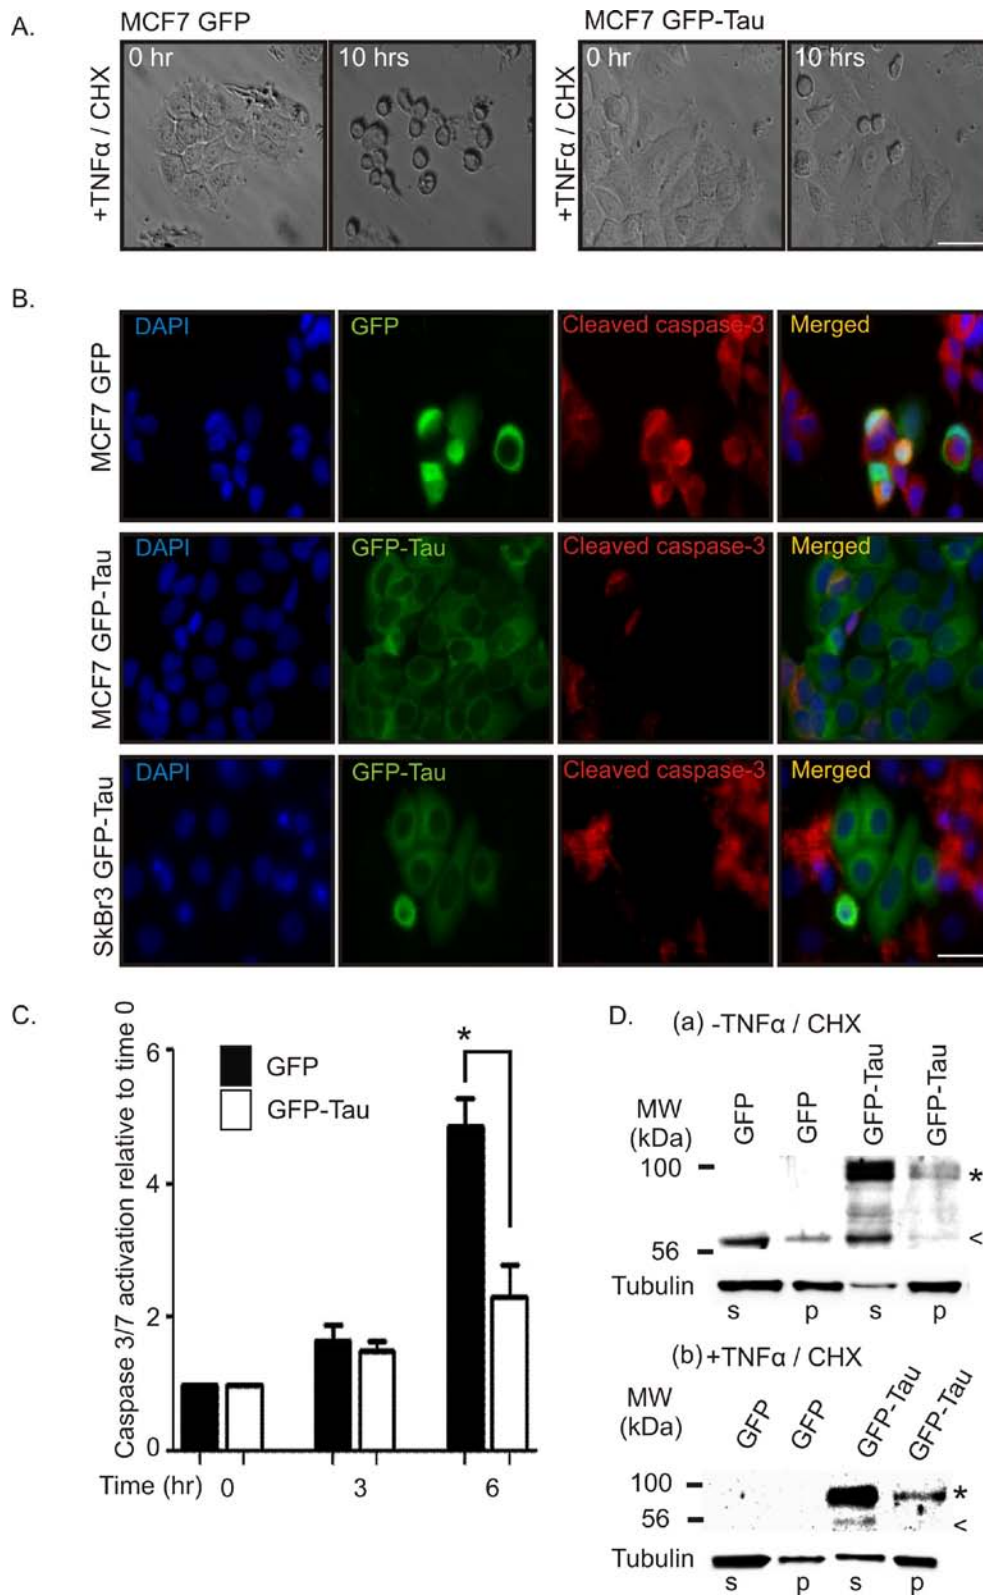 A.
MCF7 GFP
MCF7 GFP-Tau
+TNFα / CHX
0 hr
10 hrs
+TNFα / CHX
0 hr
10 hrs
B.
MCF7 GFP
DAPI
GFP
Cleaved caspase-3
Merged
MCF7 GFP-Tau
DAPI
GFP-Tau
Cleaved caspase-3
Merged
SkBr3 GFP-Tau
DAPI
GFP-Tau
Cleaved caspase-3
Merged
C.
Caspase 3/7 activation relative to time 0
6
4
2
0
GFP
GFP-Tau
*
Time (hr) 0 3 6
D.
(a) -TNFα / CHX
MW
(kDa)
GFP
GFP
GFP-Tau
GFP-Tau
100
*
56
<
Tubulin
s p s p
(b) +TNFα / CHX
MW
(kDa)
GFP
GFP
GFP-Tau
GFP-Tau
100
*
56
<
Tubulin
s p s p